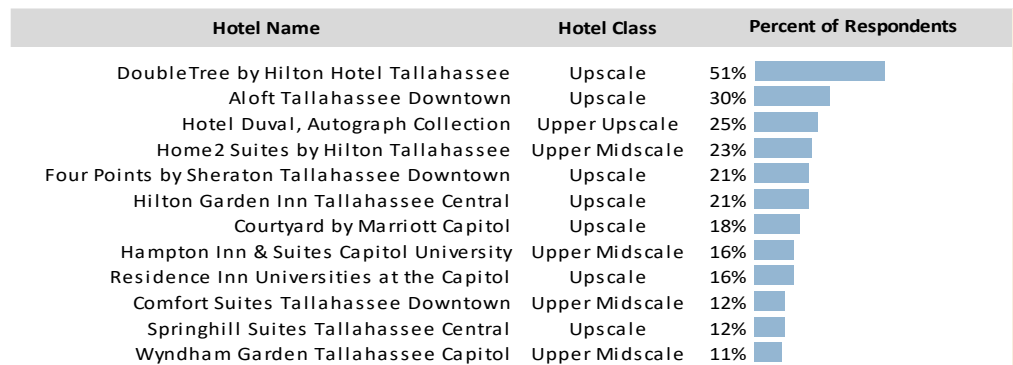 Hotel Name Hotel Class Percent of Respondents
DoubleTree by Hilton Hotel Tallahassee Upscale 51%
Aloft Tallahassee Downtown Upscale 30%
Hotel Duval, Autograph Collection Upper Upscale 25%
Home2 Suites by Hilton Tallahassee Upper Midscale 23%
Four Points by Sheraton Tallahassee Downtown Upscale 21%
Hilton Garden Inn Tallahassee Central Upscale 21%
Courtyard by Marriott Capitol Upscale 18%
Hampton Inn & Suites Capitol University Upper Midscale 16%
Residence Inn Universities at the Capitol Upscale 16%
Comfort Suites Tallahassee Downtown Upper Midscale 12%
Springhill Suites Tallahassee Central Upscale 12%
Wyndham Garden Tallahassee Capitol Upper Midscale 11%